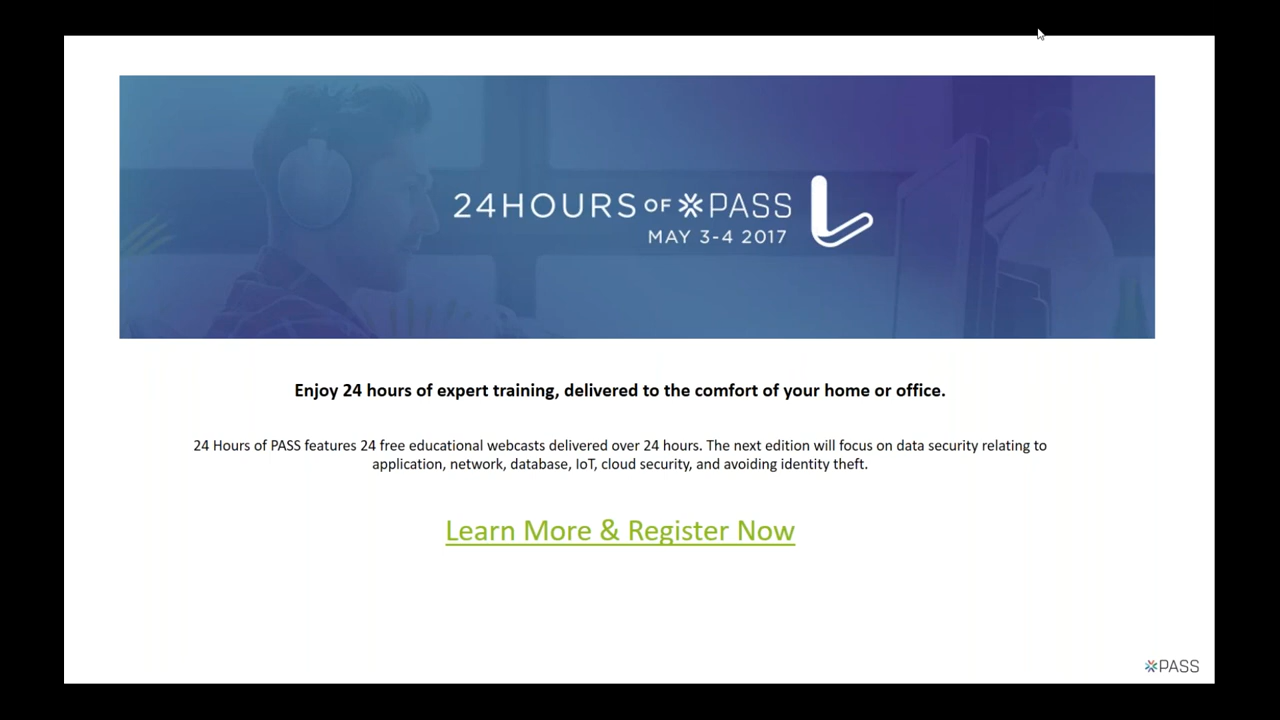 24HOURS OF PASS
MAY 3-4 2017
Enjoy 24 hours of expert training, delivered to the comfort of your home or office.
24 Hours of PASS features 24 free educational webcasts delivered over 24 hours. The next edition will focus on data security relating to
application, network, database, IoT, cloud security, and avoiding identity theft.
Learn More & Register Now
PASS